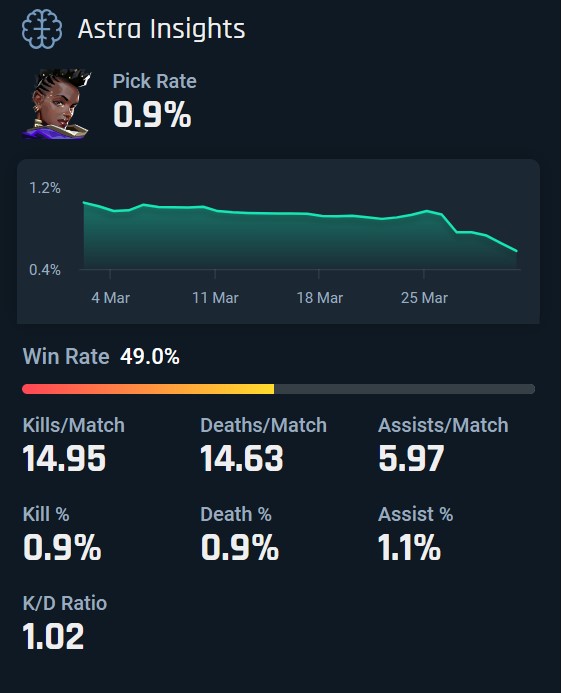 Astra Insights
Pick Rate
0.9%
1.2%
0.4%
4 Mar 11 Mar 18 Mar 25 Mar
Win Rate 49.0%
Kills/Match Deaths/Match Assists/Match
14.95 14.63 5.97
Kill % Death % Assist %
0.9% 0.9% 1.1%
K/D Ratio
1.02